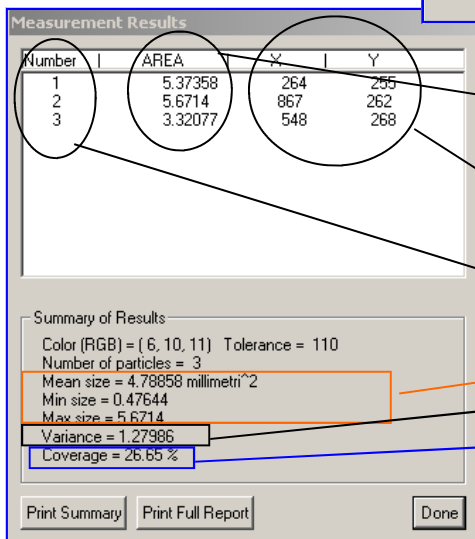 Measurement Results
Number | AREA | X | Y
1 5.37358 264 255
2 5.6714 867 262
3 3.32077 548 268
Summary of Results
Color (RGB) = ( 6, 10, 11) Tolerance = 110
Number of particles = 3
Mean size = 4.78858 millimetri^2
Min size = 0.47644
Max size = 5.6714
Variance = 1.27986
Coverage = 26.65 %
Print Summary Print Full Report Done